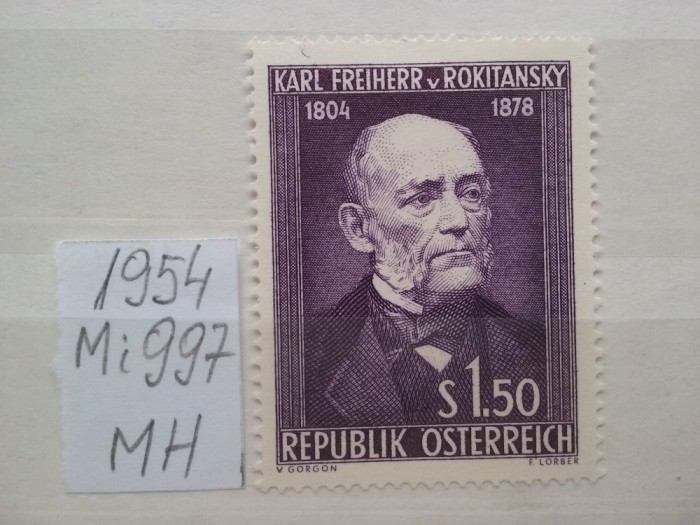 KARL FREIHERR v ROKITANSKY
1804 1878
S 1.50
REPUBLIK ÖSTERREICH
V GORGON F. LORBER
1954
Mi 997
MH